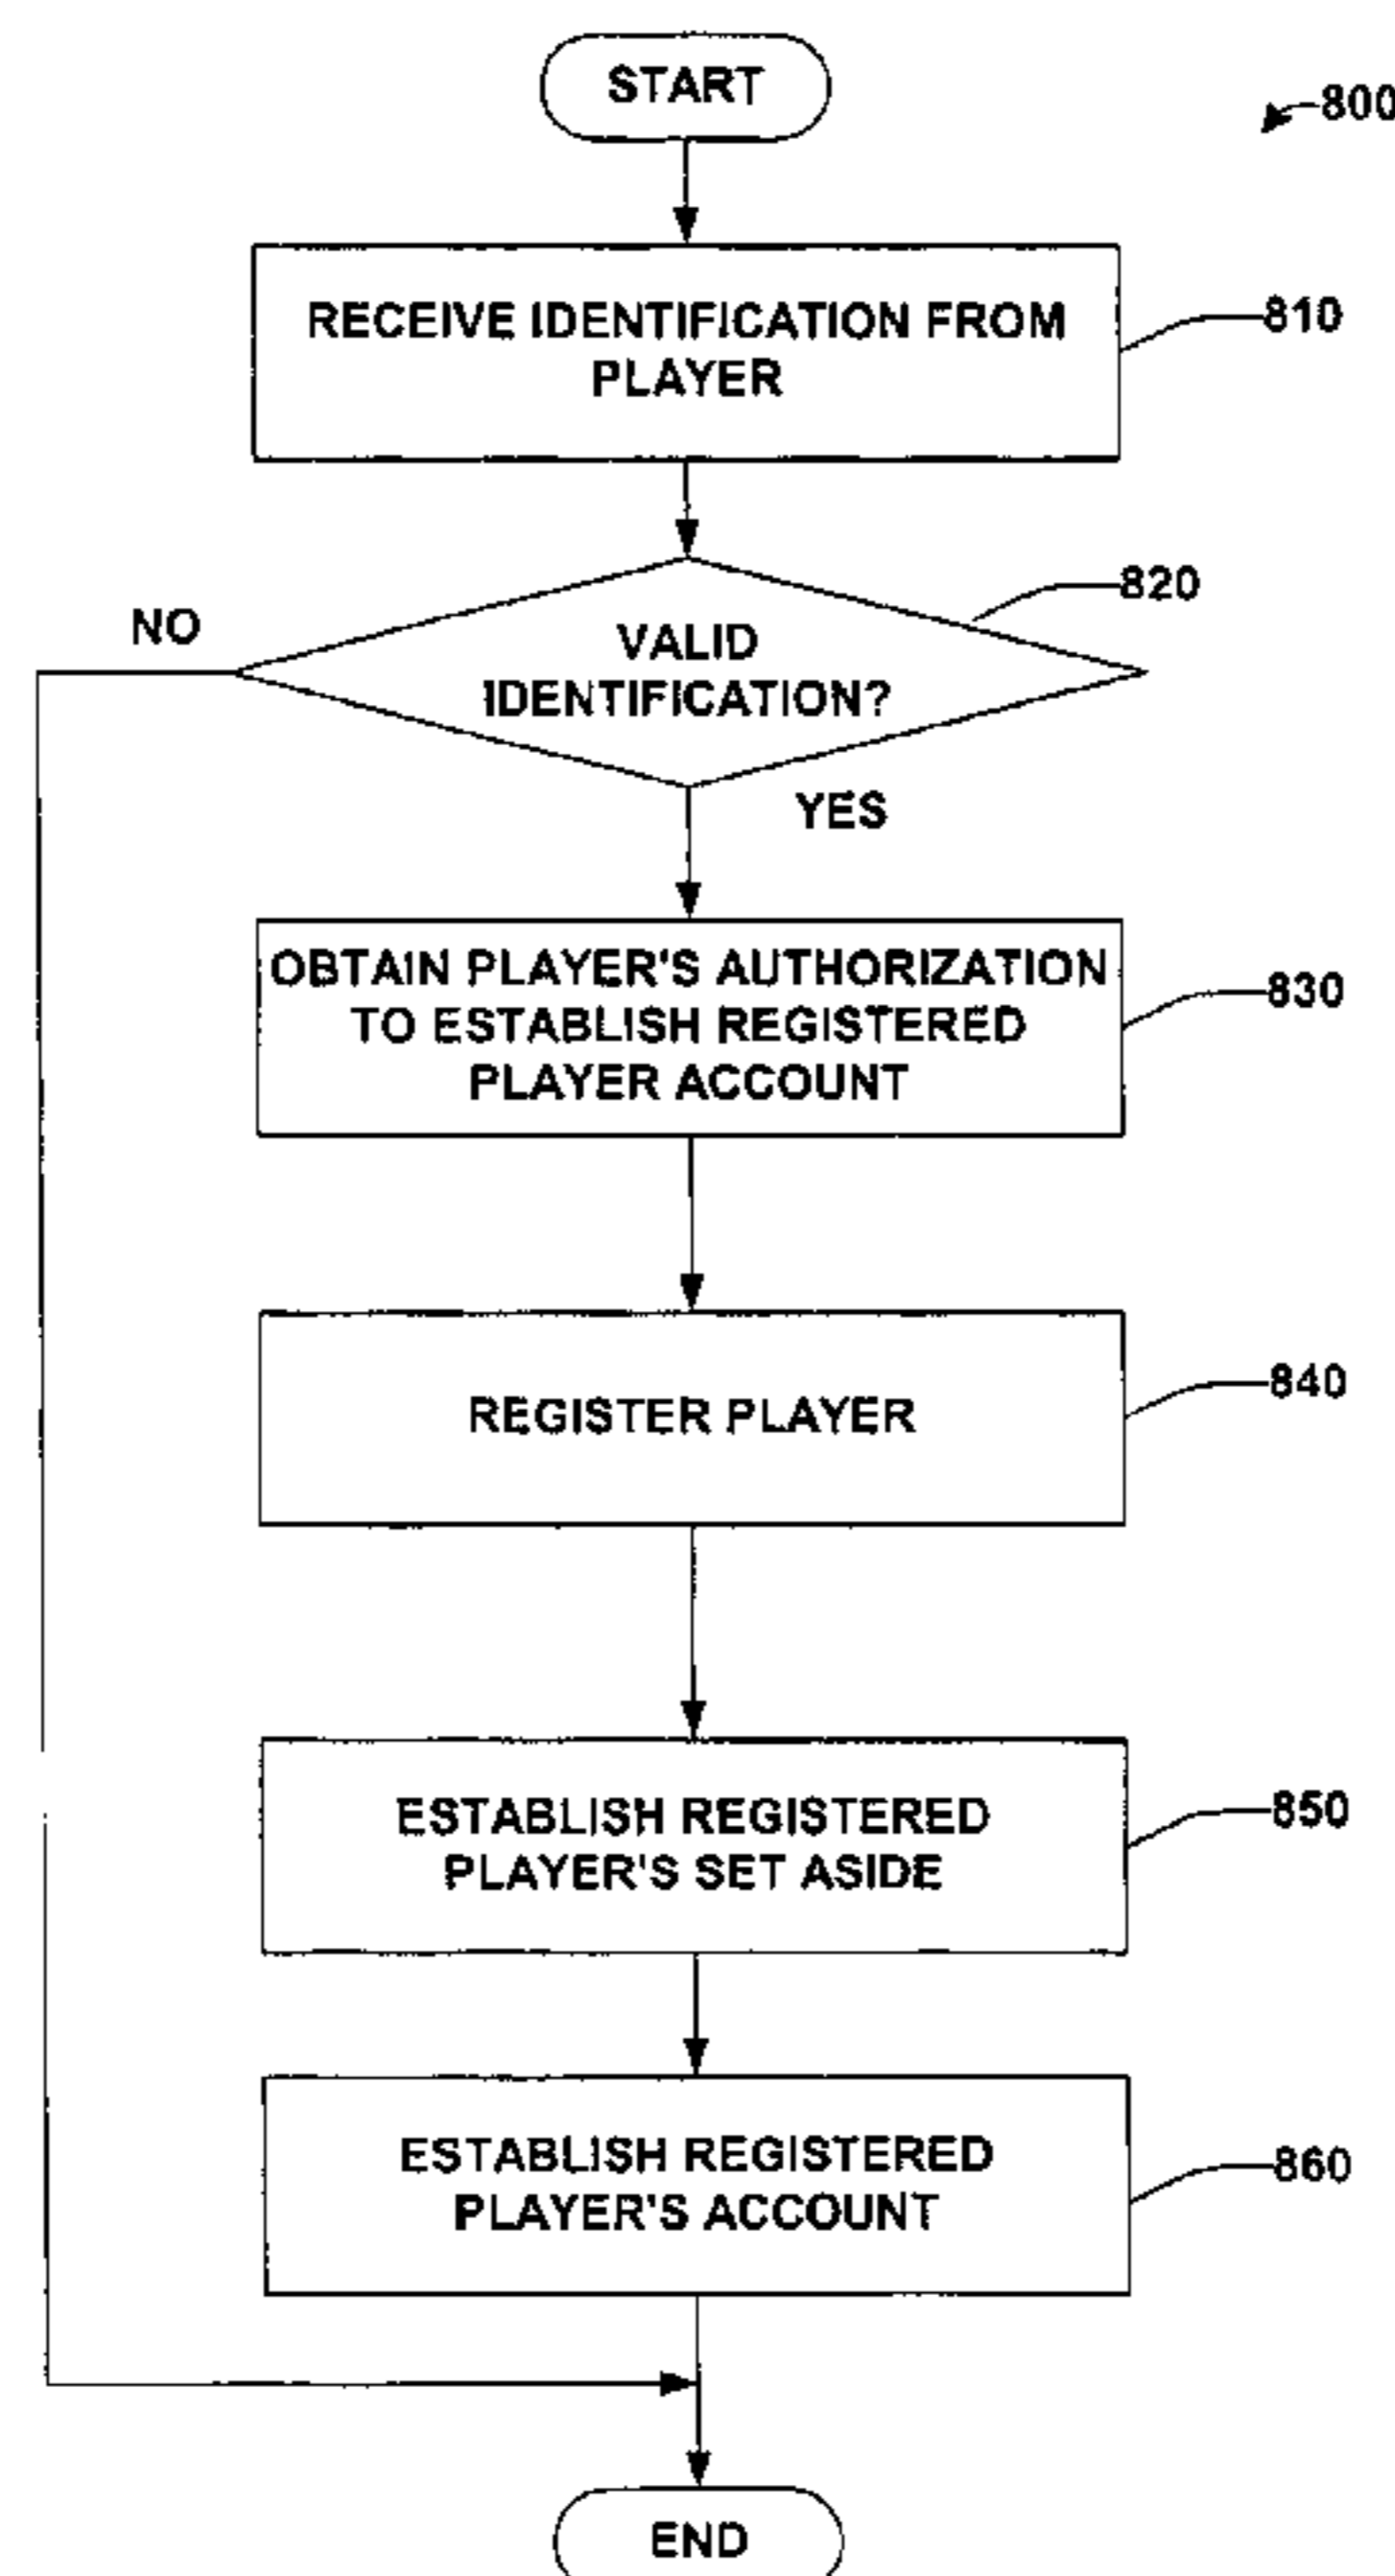 START
800
RECEIVE IDENTIFICATION FROM
PLAYER
810
820
NO
VALID
IDENTIFICATION?
YES
OBTAIN PLAYER'S AUTHORIZATION
TO ESTABLISH REGISTERED
PLAYER ACCOUNT
830
REGISTER PLAYER
840
ESTABLISH REGISTERED
PLAYER'S SET ASIDE
850
ESTABLISH REGISTERED
PLAYER'S ACCOUNT
860
END